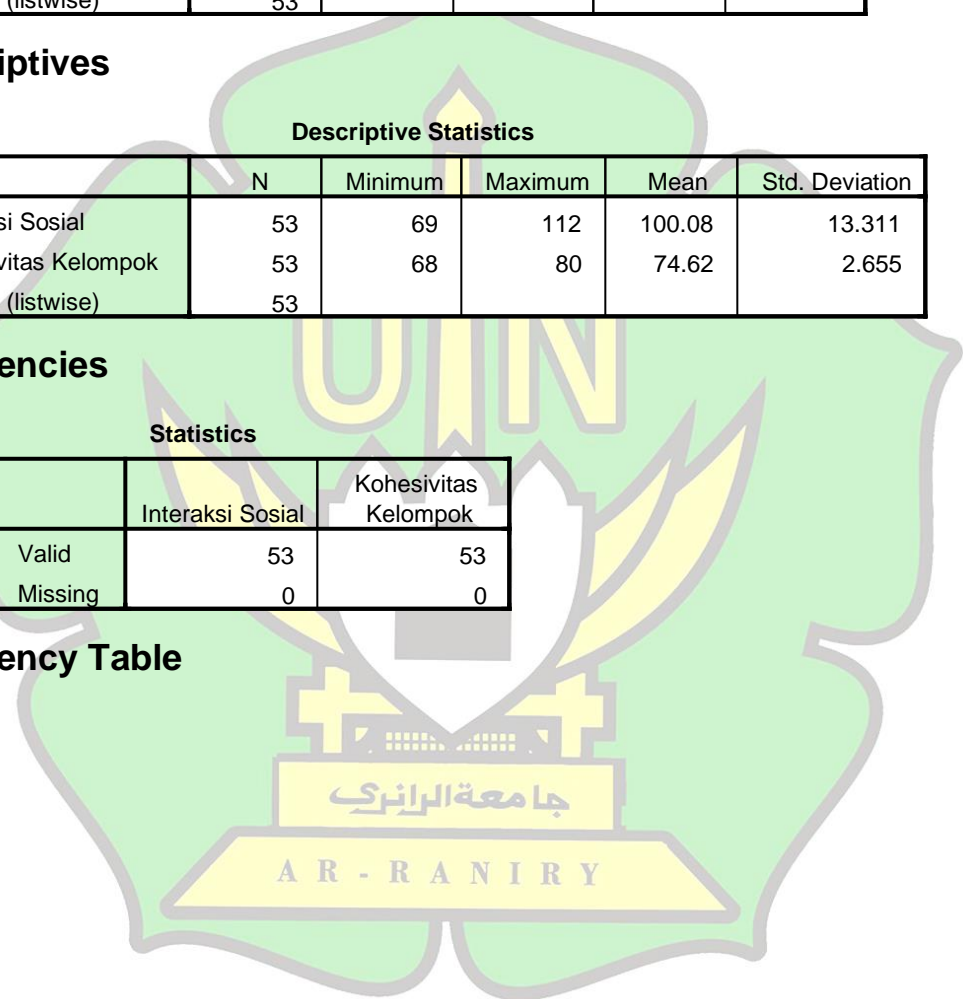 (listwise) 53
iptives
Descriptive Statistics
N Minimum Maximum Mean Std. Deviation
si Sosial 53 69 112 100.08 13.311
vitas Kelompok 53 68 80 74.62 2.655
(listwise) 53
encies
Statistics
Interaksi Sosial Kohesivitas Kelompok
Valid 53 53
Missing 0 0
ency Table
UIN
جامعة الرانري
AR-RANIRY